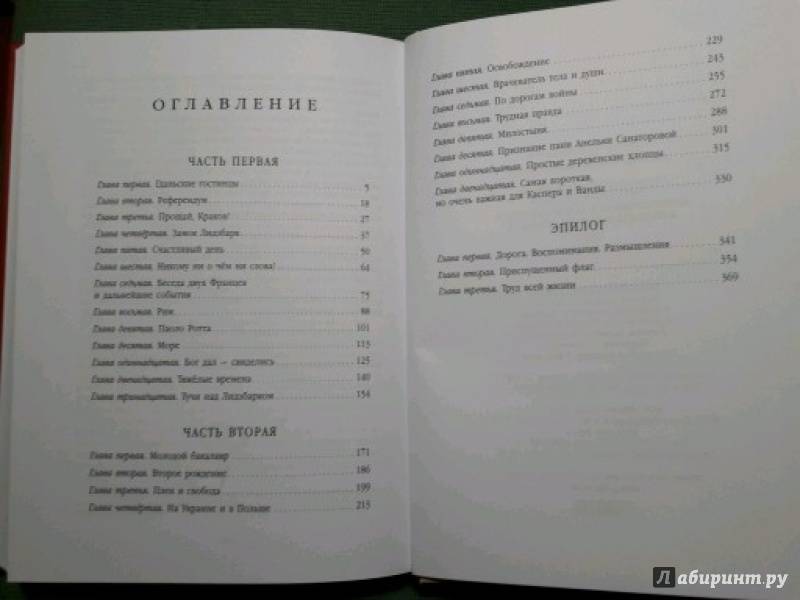 ОГЛАВЛЕНИЕ
ЧАСТЬ ПЕРВАЯ
Глава первая. Гданьские гостинцы 5
Глава вторая. Референдум 18
Глава третья. Прощай, Краков! 27
Глава четвёртая. Замок Лидзбарк 37
Глава пятая. Счастливый день 50
Глава шестая. Никому ни о чём ни слова! 64
Глава седьмая. Беседа двух Францев
и дальнейшие события 75
Глава восьмая. Рим 88
Глава девятая. Паоло Ротта 101
Глава десятая. Море 113
Глава одиннадцатая. Бог дал — свиделись 125
Глава двенадцатая. Тяжёлые времена 140
Глава тринадцатая. Тучи над Лидзбарком 154
ЧАСТЬ ВТОРАЯ
Глава первая. Молодой бакалавр 171
Глава вторая. Второе рождение 186
Глава третья. Плен и свобода 199
Глава четвёртая. На Украине и в Польше 213
Глава пятая. Освобождение 229
Глава шестая. Врачеватель тела и души 243
Глава седьмая. По дорогам войны 255
Глава восьмая. Трудная правда 272
Глава девятая. Милостыня 288
Глава десятая. Признание пани Анельки Санаторовой 301
Глава одиннадцатая. Простые деревенские хлопцы 315
Глава двенадцатая. Самая короткая,
но очень важная для Каспера и Ванды 330
ЭПИЛОГ
Глава первая. Дорога. Воспоминания. Размышления 341
Глава вторая. Приспущенный флаг 354
Глава третья. Труд всей жизни 369
Лабиринт.ру